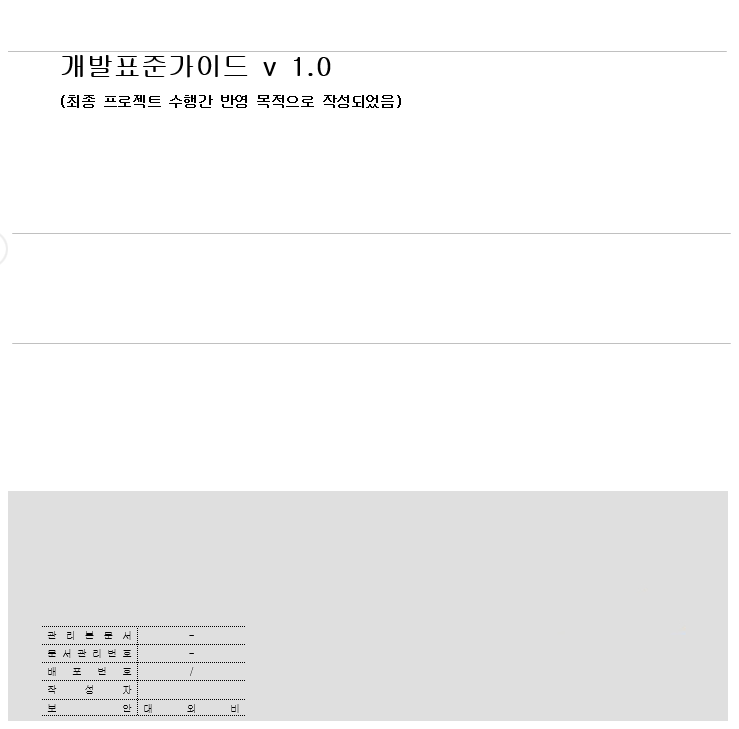 개발표준가이드 v 1.0
(최종 프로젝트 수행간 반영 목적으로 작성되었음)
관 리 본 문 서 -
문 서 관 리 번 호 -
배 포 번 호 /
작 성 자
보 안 대 외 비